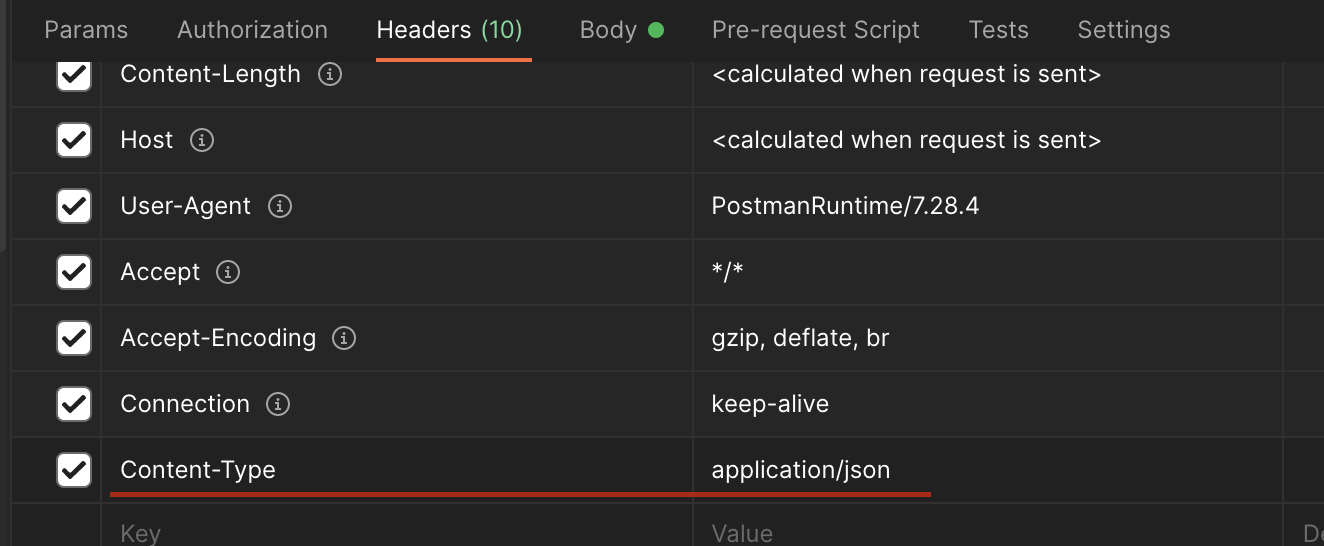 Params Authorization Headers (10) Body Pre-request Script Tests Settings
Content-Length <calculated when request is sent>
Host <calculated when request is sent>
User-Agent PostmanRuntime/7.28.4
Accept */*
Accept-Encoding gzip, deflate, br
Connection keep-alive
Content-Type application/json
Key Value